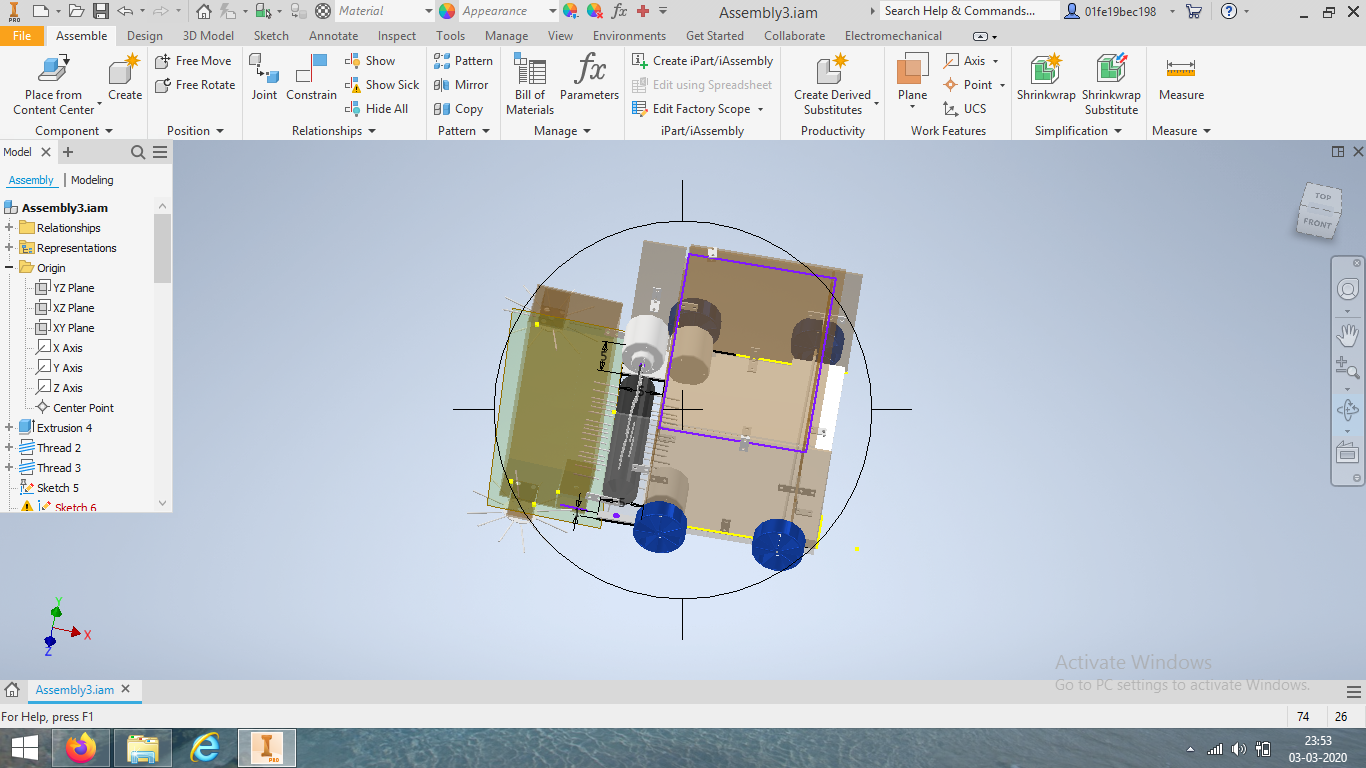 PRO
Material
Appearance
fx
Assembly3.iam
Search Help & Commands...
01fe19bec198
File
Assemble
Design
3D Model
Sketch
Annotate
Inspect
Tools
Manage
View
Environments
Get Started
Collaborate
Electromechanical
Place from
Content Center
Create
Free Move
Free Rotate
Joint
Constrain
Show
Show Sick
Hide All
Pattern
Mirror
Copy
Bill of
Materials
fx
Parameters
Create iPart/iAssembly
Edit using Spreadsheet
Edit Factory Scope
Create Derived
Substitutes
Plane
Axis
Point
UCS
Shrinkwrap
Shrinkwrap
Substitute
Measure
Component
Position
Relationships
Pattern
Manage
iPart/iAssembly
Productivity
Work Features
Simplification
Measure
Model
Assembly
Modeling
Assembly3.iam
Relationships
Representations
Origin
YZ Plane
XZ Plane
XY Plane
X Axis
Y Axis
Z Axis
Center Point
Extrusion 4
Thread 2
Thread 3
Sketch 5
Sketch 6
TOP
FRONT
Y
X
Z
Activate Windows
Go to PC settings to activate Windows.
Assembly3.iam
For Help, press F1
74
26
PRO
23:53
03-03-2020